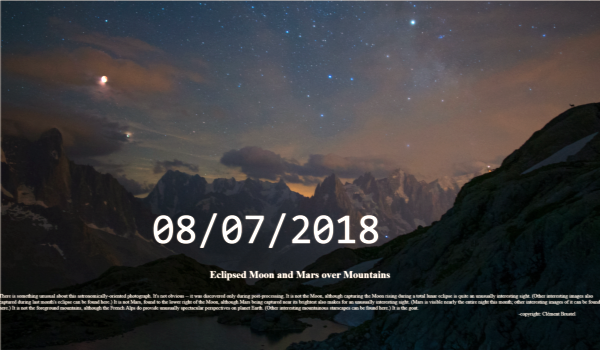 08/07/2018
Eclipsed Moon and Mars over Mountains
There is something unusual about this astronomically-oriented photograph. It's not obvious -- it was discovered only during post-processing. It is not the Moon, although capturing the Moon rising during a total lunar eclipse is quite an unusually interesting sight. (Other interesting images also
captured during last month's eclipse can be found here.) It is not Mars, found to the lower right of the Moon, although Mars being captured near its brightest also makes for an unusually interesting sight. (Mars is visible nearly the entire night this month; other interesting images of it can be found
here.) It is not the foreground mountains, although the French Alps do provide unusually spectacular perspectives on planet Earth. (Other interesting mountainous starscapes can be found here.) It is the goat.
-copyright: Clément Brustel